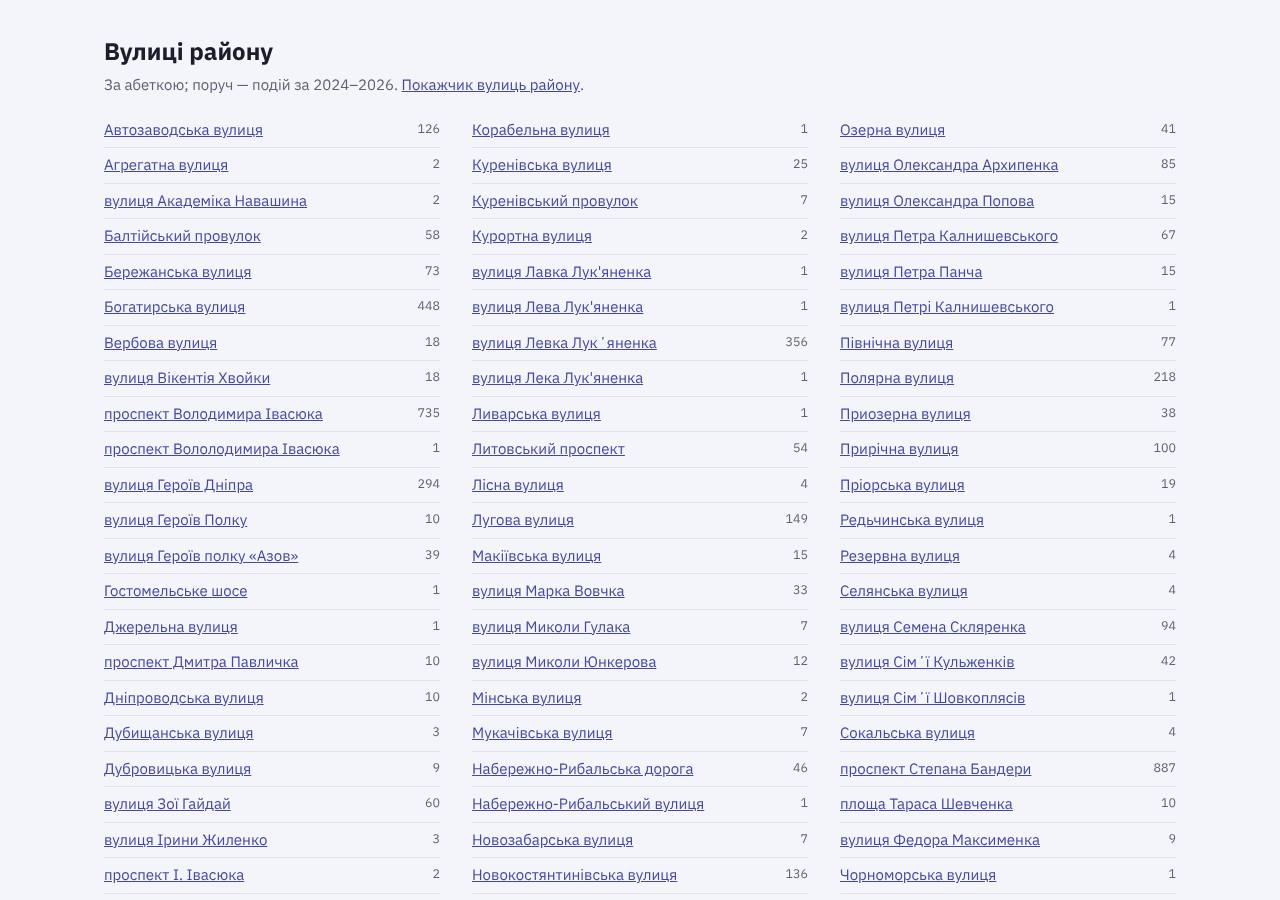 Вулиці району
За абеткою; поруч — подій за 2024–2026. Покажчик вулиць району.
Автозаводська вулиця 126
Агрегатна вулиця 2
вулиця Академіка Навашина 2
Балтійський провулок 58
Бережанська вулиця 73
Богатирська вулиця 448
Вербова вулиця 18
вулиця Вікентія Хвойки 18
проспект Володимира Івасюка 735
проспект Вололодимира Івасюка 1
вулиця Героїв Дніпра 294
вулиця Героїв Полку 10
вулиця Героїв полку «Азов» 39
Гостомельське шосе 1
Джерельна вулиця 1
проспект Дмитра Павличка 10
Дніпроводська вулиця 10
Дубищанська вулиця 3
Дубровицька вулиця 9
вулиця Зої Гайдай 60
вулиця Ірини Жиленко 3
проспект І. Івасюка 2
Корабельна вулиця 1
Куренівська вулиця 25
Куренівський провулок 7
Курортна вулиця 2
вулиця Лавка Лук'яненка 1
вулиця Лева Лук'яненка 1
вулиця Левка Лук΄яненка 356
вулиця Лека Лук'яненка 1
Ливарська вулиця 1
Литовський проспект 54
Лісна вулиця 4
Лугова вулиця 149
Макіївська вулиця 15
вулиця Марка Вовчка 33
вулиця Миколи Гулака 7
вулиця Миколи Юнкерова 12
Мінська вулиця 2
Мукачівська вулиця 7
Набережно-Рибальська дорога 46
Набережно-Рибальський вулиця 1
Новозабарська вулиця 7
Новокостянтинівська вулиця 136
Озерна вулиця 41
вулиця Олександра Архипенка 85
вулиця Олександра Попова 15
вулиця Петра Калнишевського 67
вулиця Петра Панча 15
вулиця Петрі Калнишевського 1
Північна вулиця 77
Полярна вулиця 218
Приозерна вулиця 38
Прирічна вулиця 100
Пріорська вулиця 19
Редьчинська вулиця 1
Резервна вулиця 4
Селянська вулиця 4
вулиця Семена Скляренка 94
вулиця Сім΄ї Кульженків 42
вулиця Сім΄ї Шовкоплясів 1
Сокальська вулиця 4
проспект Степана Бандери 887
площа Тараса Шевченка 10
вулиця Федора Максименка 9
Чорноморська вулиця 1